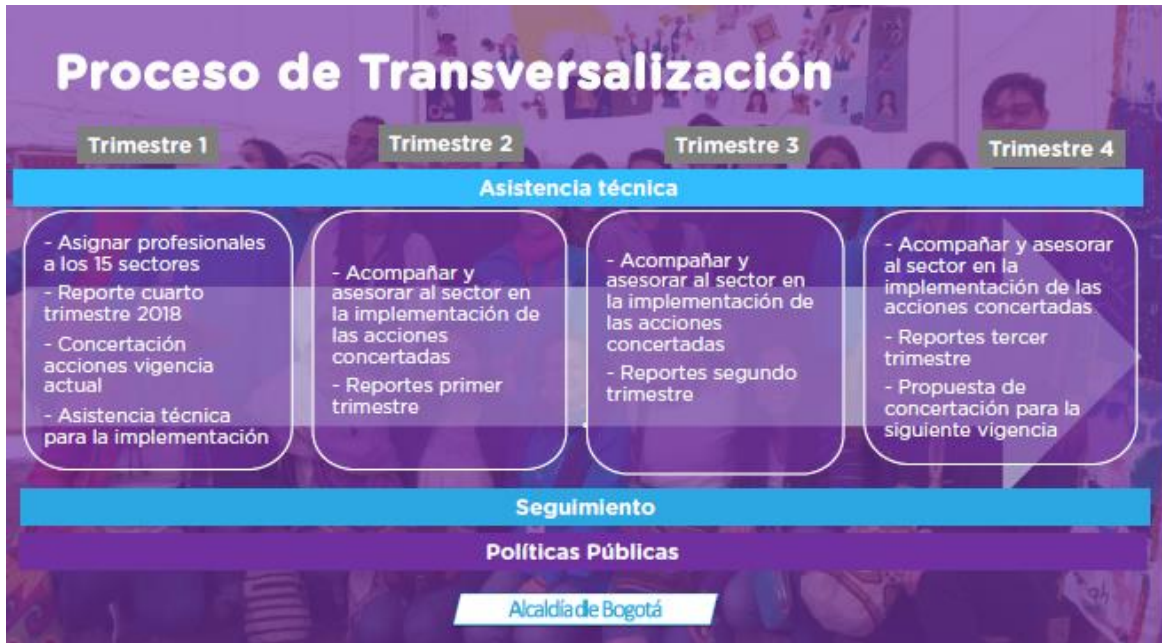 Proceso de Transversalización
Trimestre 1
Trimestre 2
Trimestre 3
Trimestre 4
Asistencia técnica
- Asignar profesionales
a los 15 sectores
- Reporte cuarto
trimestre 2018
- Concertación
acciones vigencia
actual
- Asistencia técnica
para la implementación
- Acompañar y
asesorar al sector en
la implementación de
las acciones
concertadas
- Reportes primer
trimestre
- Acompañar y
asesorar al sector en
la implementación de
las acciones
concertadas
- Reportes segundo
trimestre
- Acompañar y asesorar
al sector en la
implementación de las
acciones concertadas
- Reportes tercer
trimestre
- Propuesta de
concertación para la
siguiente vigencia
Seguimiento
Políticas Públicas
Alcaldía de Bogotá